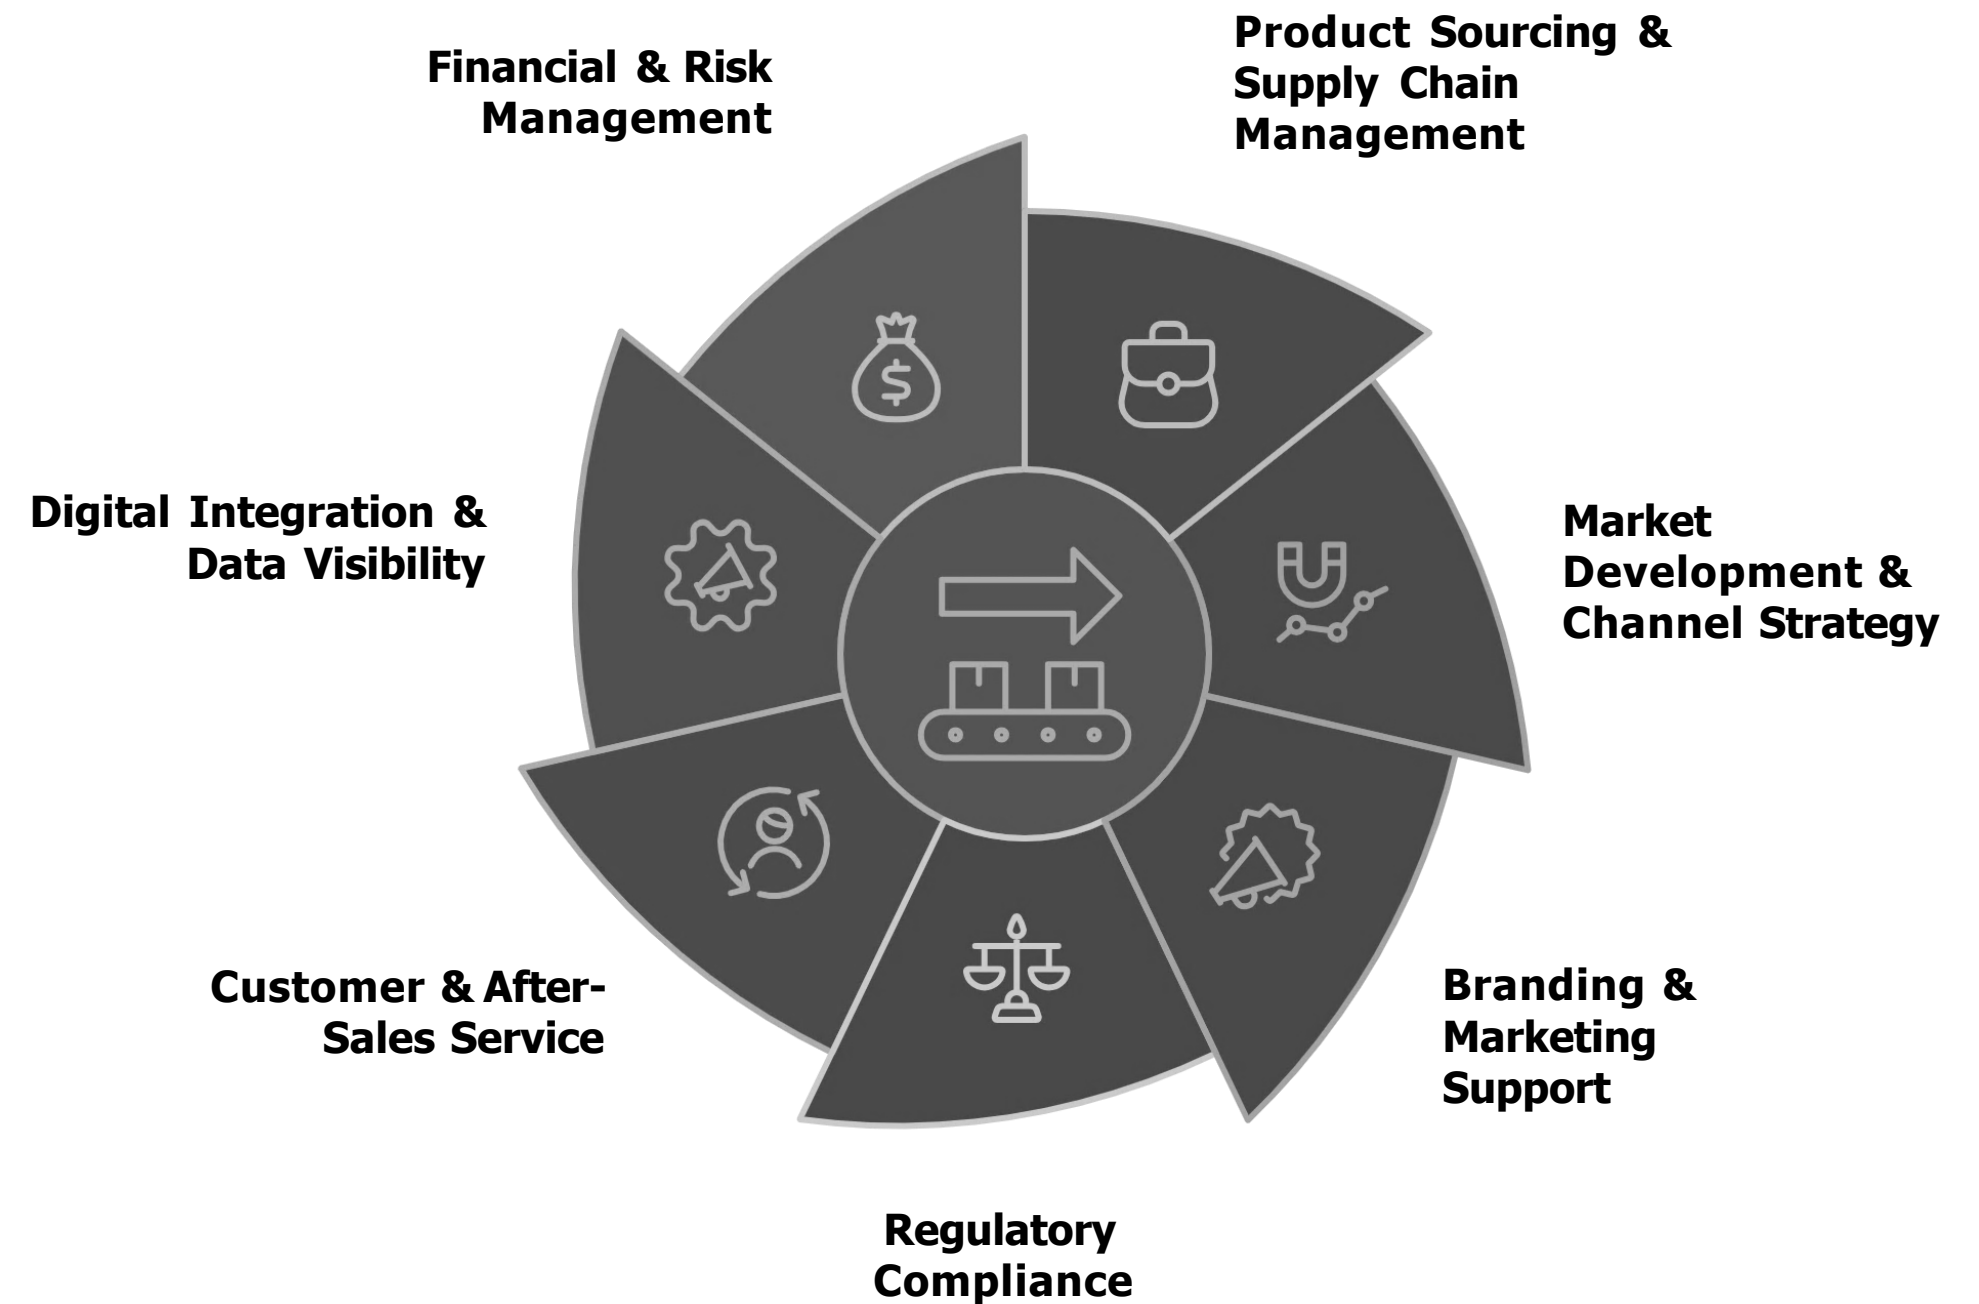 Financial & Risk
Management
Product Sourcing &
Supply Chain
Management
Digital Integration &
Data Visibility
Market
Development &
Channel Strategy
Customer & After-
Sales Service
Branding &
Marketing
Support
Regulatory
Compliance
$